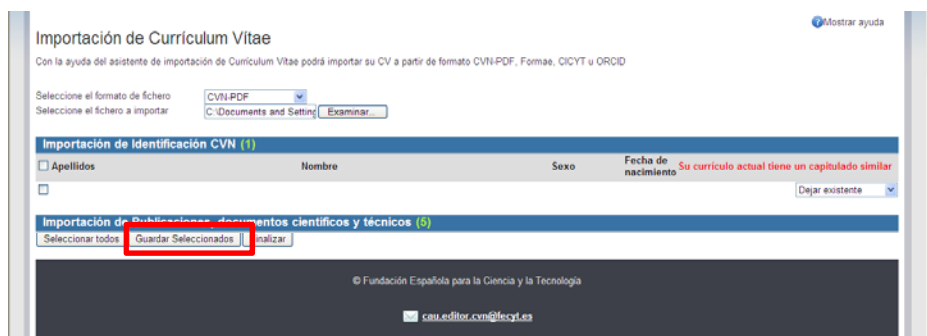 Mostrar ayuda
Importación de Currículum Vítae
Con la ayuda del asistente de importación de Curriculum Vitae podrá importar su CV a partir de formato CVN-PDF, Formae, CICYT u ORCID
Seleccione el formato de fichero CVN-PDF
Seleccione el fichero a importar C:\Documents and Setting Examinar...
Importación de Identificación CVN (1)
Apellidos Nombre Sexo Fecha de nacimiento Su currículo actual tiene un capitulado similar
Dejar existente
Importación de Publicaciones, documentos científicos y técnicos (5)
Seleccionar todos Guardar Seleccionados Finalizar
© Fundación Española para la Ciencia y la Tecnología
cau.editor.cvn@fecyt.es